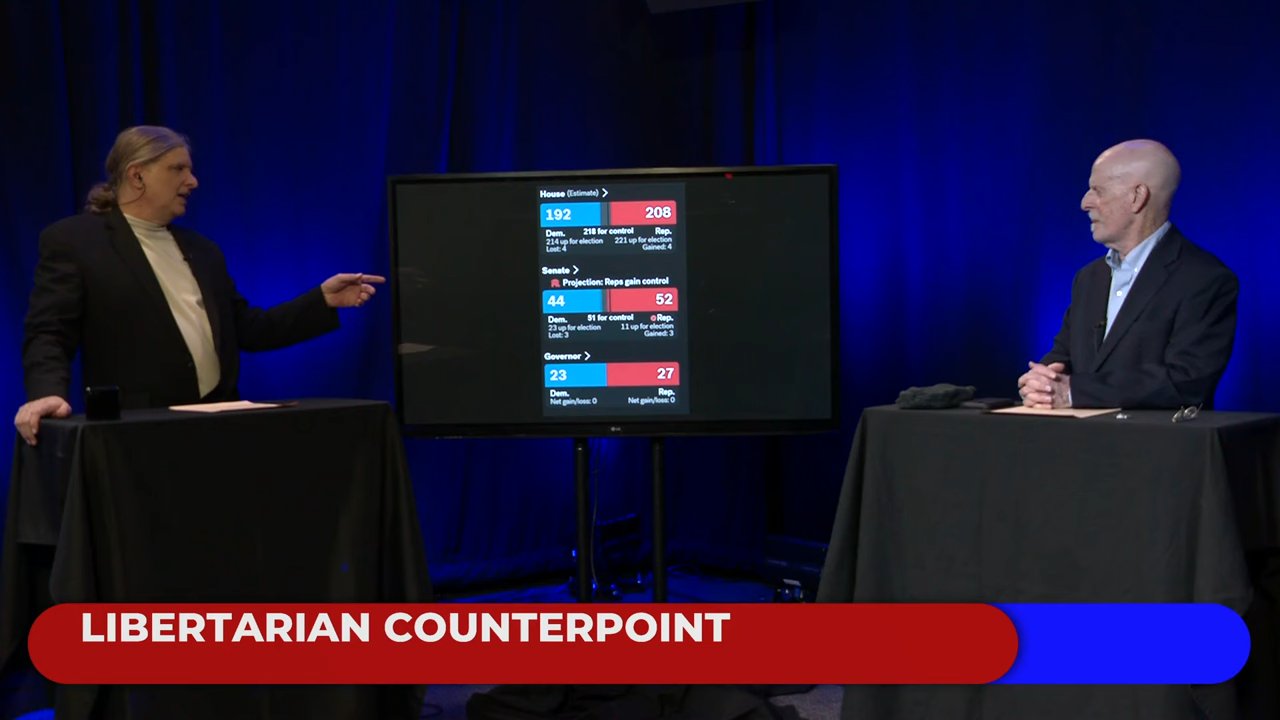 House (Estimate) >
192 208
Dem. 218 for control Rep.
214 up for election 221 up for election
Lost: 4 Gained: 4
Senate >
Projection: Reps gain control
44 52
Dem. 51 for control Rep.
23 up for election 11 up for election
Lost: 3 Gained: 3
Governor >
23 27
Dem. Rep.
Net gain/loss: 0 Net gain/loss: 0
LG
LIBERTARIAN COUNTERPOINT